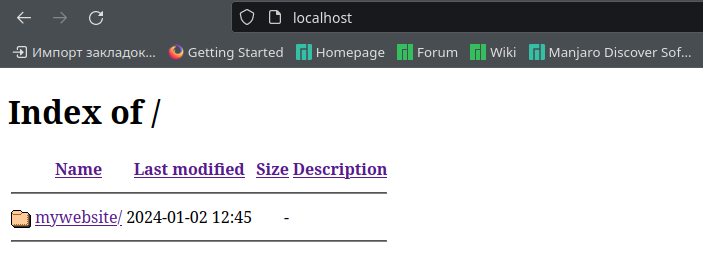 localhost
Импорт закладок… Getting Started Homepage Forum Wiki Manjaro Discover Sof…
Index of /
Name Last modified Size Description
mywebsite/ 2024-01-02 12:45 -